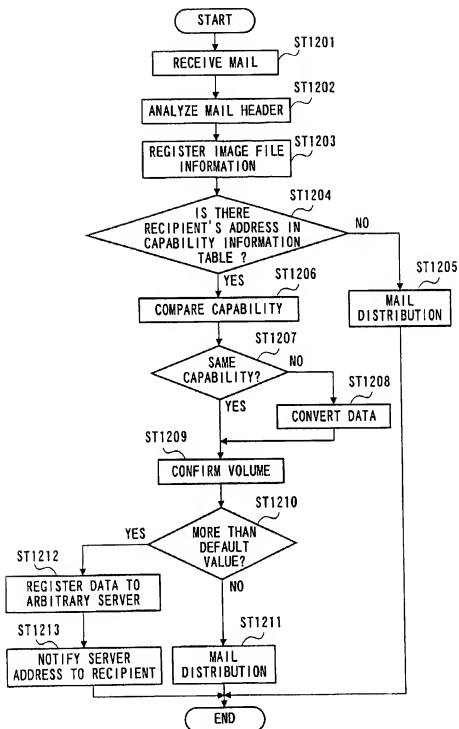 START
ST1201
RECEIVE MAIL
ST1202
ANALYZE MAIL HEADER
ST1203
REGISTER IMAGE FILE
INFORMATION
ST1204
IS THERE
RECIPIENT'S ADDRESS IN
CAPABILITY INFORMATION
TABLE ?
NO
YES
ST1205
MAIL
DISTRIBUTION
ST1206
COMPARE CAPABILITY
ST1207
SAME
CAPABILITY?
NO
YES
ST1208
CONVERT DATA
ST1209
CONFIRM VOLUME
ST1210
MORE THAN
DEFAULT
VALUE?
YES
NO
ST1212
REGISTER DATA TO
ARBITRARY SERVER
ST1213
NOTIFY SERVER
ADDRESS TO RECIPIENT
ST1211
MAIL
DISTRIBUTION
END